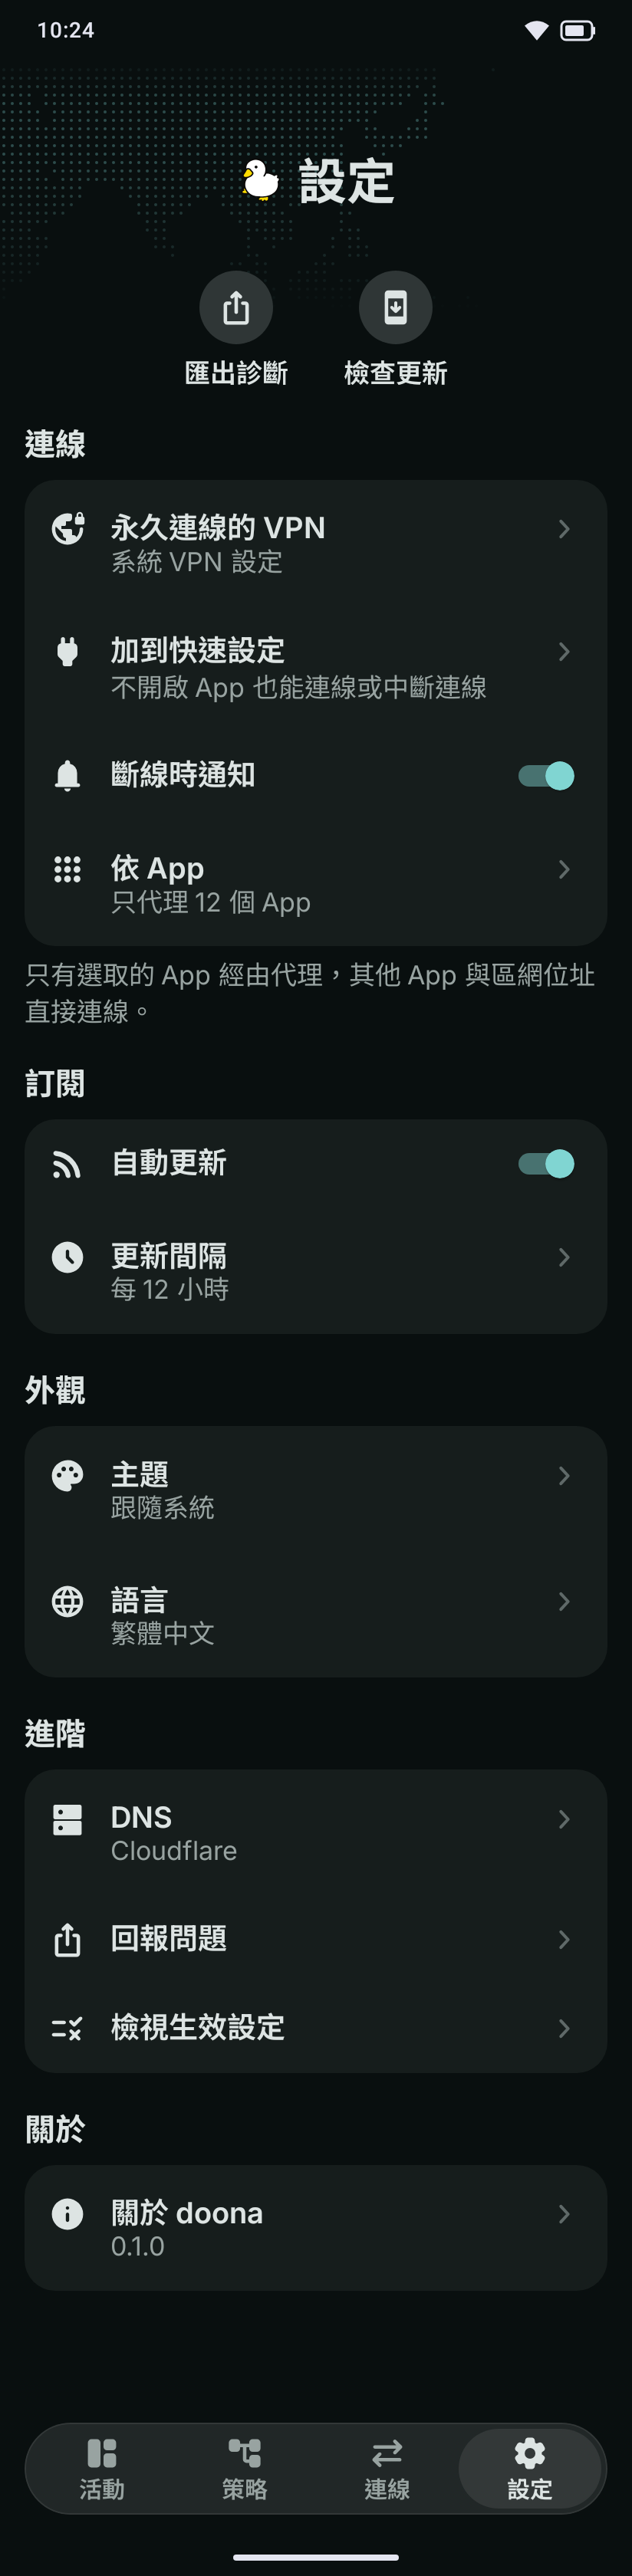 10:24
設定
匯出診斷
檢查更新
連線
永久連線的 VPN
系統 VPN 設定
加到快速設定
不開啟 App 也能連線或中斷連線
斷線時通知
依 App
只代理 12 個 App
只有選取的 App 經由代理，其他 App 與區網位址
直接連線。
訂閱
自動更新
更新間隔
每 12 小時
外觀
主題
跟隨系統
語言
繁體中文
進階
DNS
Cloudflare
回報問題
檢視生效設定
關於
關於 doona
0.1.0
活動
策略
連線
設定